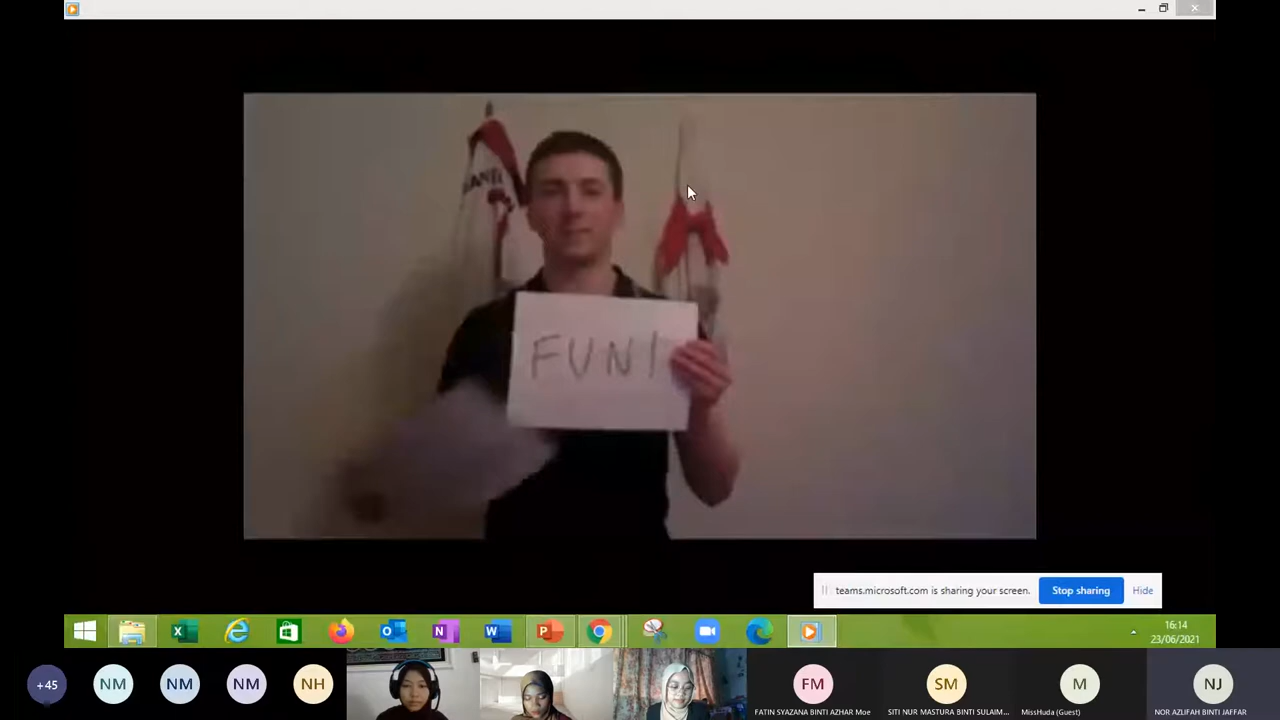 FUN!
teams.microsoft.com is sharing your screen.
Stop sharing
Hide
16:14
23/06/2021
+45
NM
NM
NM
NH
FM
SM
M
NJ
FATIN SYAZANA BINTI AZHAR Moe
SITI NUR MASTURA BINTI SULAIM...
MissHuda (Guest)
NOR AZLIFAH BINTI JAFFAR